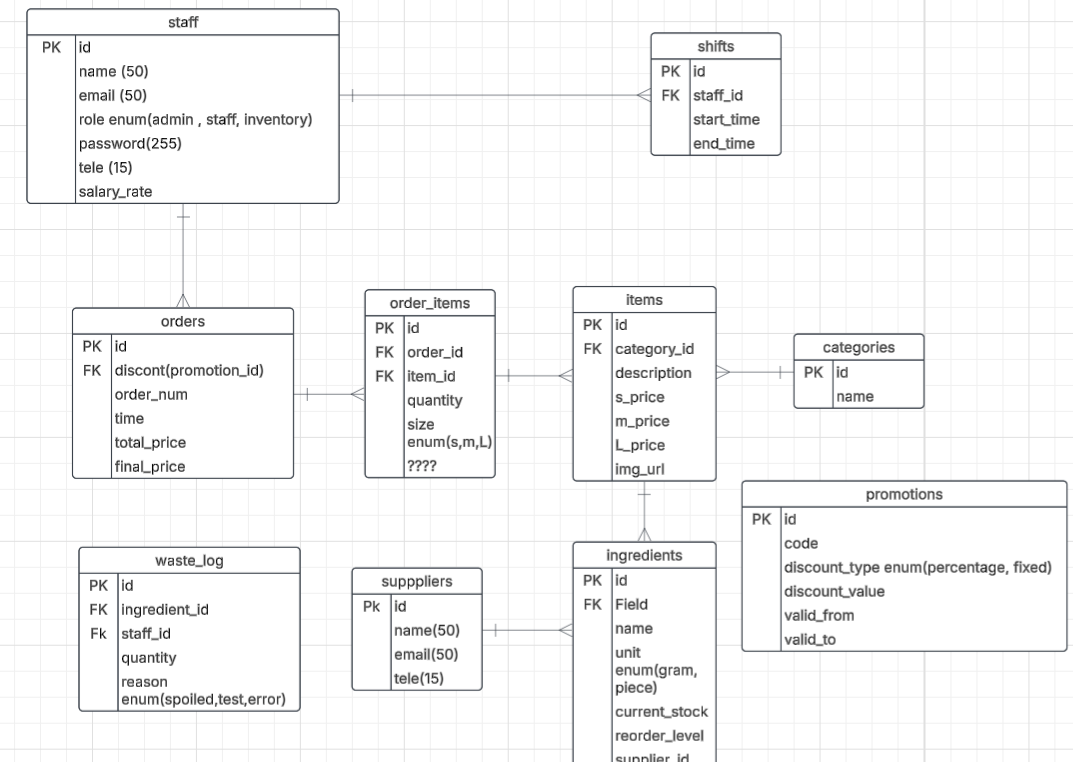 staff
PK id
name (50)
email (50)
role enum(admin , staff, inventory)
password(255)
tele (15)
salary_rate
shifts
PK id
FK staff_id
start_time
end_time
orders
PK id
FK discont(promotion_id)
order_num
time
total_price
final_price
order_items
PK id
FK order_id
FK item_id
quantity
size
enum(s,m,L)
????
items
PK id
FK category_id
description
s_price
m_price
L_price
img_url
categories
PK id
name
promotions
PK id
code
discount_type enum(percentage, fixed)
discount_value
valid_from
valid_to
waste_log
PK id
FK ingredient_id
Fk staff_id
quantity
reason
enum(spoiled,test,error)
supppliers
Pk id
name(50)
email(50)
tele(15)
ingredients
PK id
FK Field
name
unit
enum(gram,
piece)
current_stock
reorder_level
supplier_id